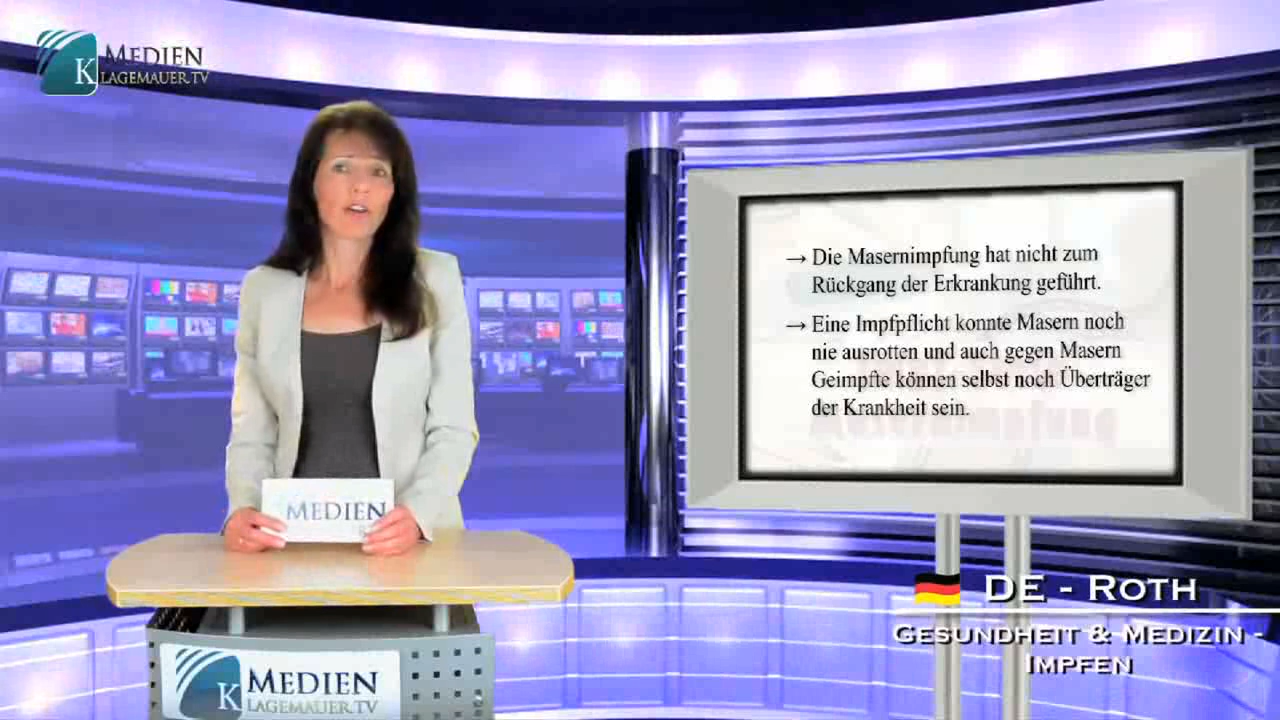 MEDIEN
KLAGEMAUER.TV
→ Die Masernimpfung hat nicht zum
Rückgang der Erkrankung geführt.
→ Eine Impfpflicht konnte Masern noch
nie ausrotten und auch gegen Masern
Geimpfte können selbst noch Überträger
der Krankheit sein.
MEDIEN
DE - ROTH
GESUNDHEIT & MEDIZIN -
IMPFEN
MEDIEN
KLAGEMAUER.TV